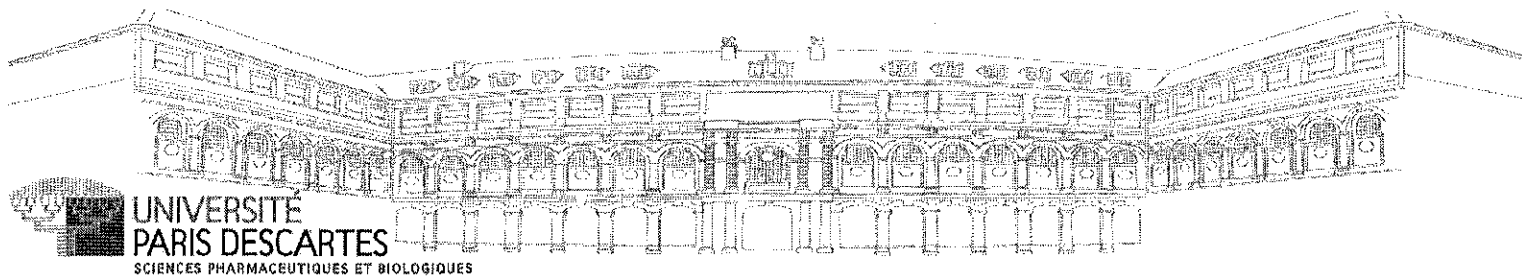 UNIVERSITÉ
PARIS DESCARTES
SCIENCES PHARMACEUTIQUES ET BIOLOGIQUES